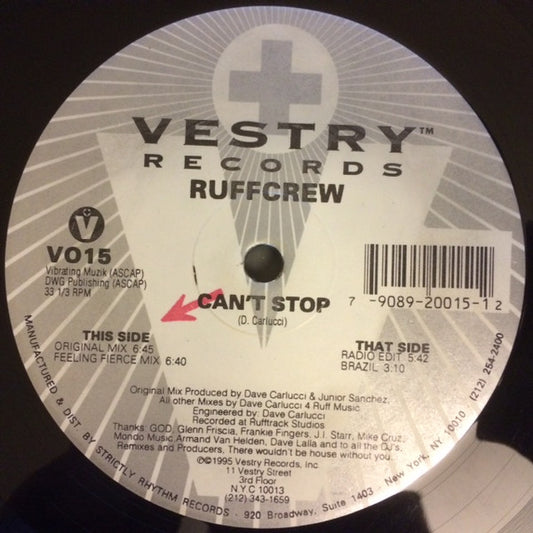 VESTRY™
RECORDS
RUFFCREW
VO15
Vibrating Muzik (ASCAP)
DWG Publishing (ASCAP)
33 1/3 RPM
7 -9089-20015-1 2
CAN'T STOP
(D. Carlucci)
THIS SIDE
ORIGINAL MIX 6:45
FEELING FIERCE MIX 6:40
THAT SIDE
RADIO EDIT 5:42
BRAZIL 3:10
Original Mix Produced by Dave Carlucci & Junior Sanchez.
All other Mixes by Dave Carlucci 4 Ruff Music.
Engineered by: Dave Carlucci
Recorded at Rufftrack Studios
Thanks: GOD, Glenn Friscia, Frankie Fingers, J.I. Starr, Mike Cruz,
Mondo Music, Armand Van Helden, Dave Lalla and to all the DJ's,
Remixes and Producers, There wouldn't be house without you.
©℗1995 Vestry Records, Inc.
11 Vestry Street
3rd Floor
N.Y.C 10013
(212) 343-1659
MANUFACTURED & DIST. BY STRICTLY RHYTHM RECORDS - 920 Broadway, Suite 1403 - New York, NY. 10010 (212) 254-2400